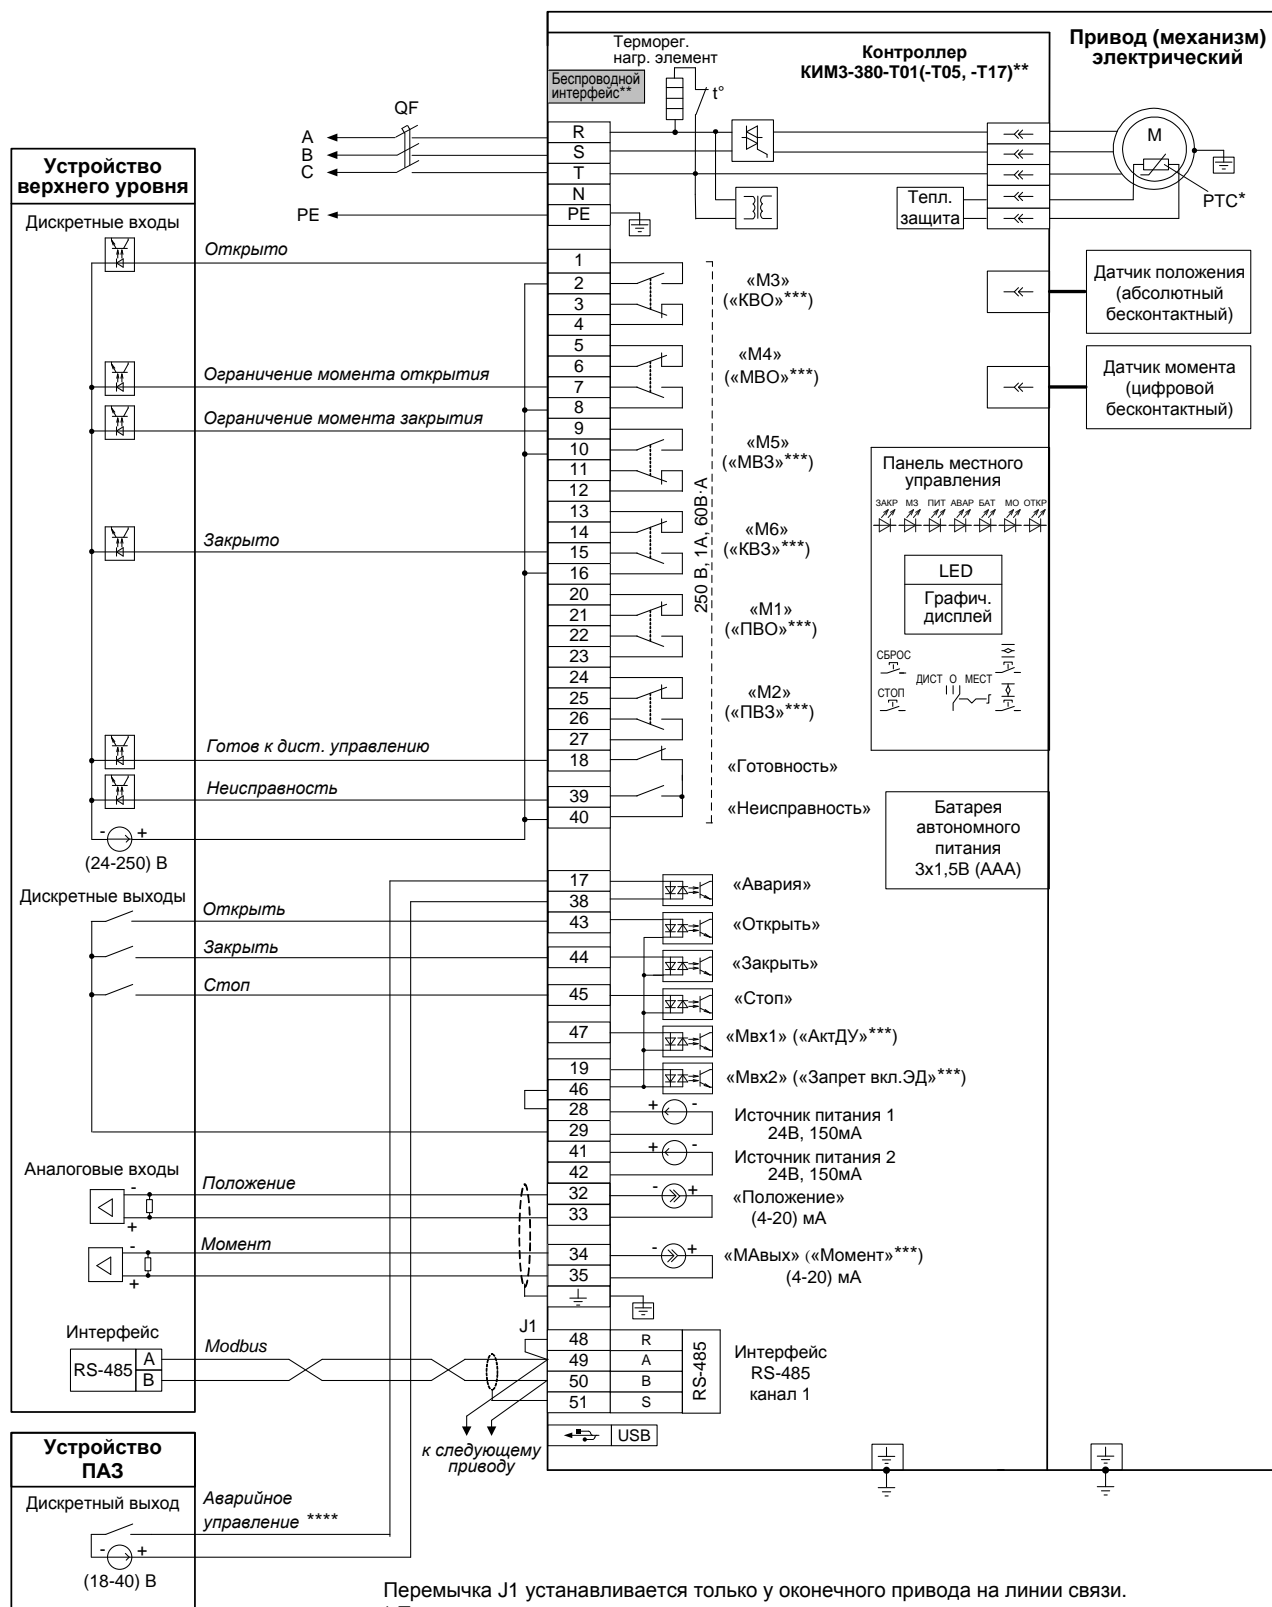 Привод (механизм)
электрический
Контроллер
КИМ3-380-Т01(-Т05, -Т17)**
Терморег.
нагр. элемент
Беспроводной
интерфейс**
t°
QF
A
B
C
PE
R
S
T
N
PE
M
PTC*
Тепл.
защита
Устройство
верхнего уровня
Дискретные входы
Открыто
Ограничение момента открытия
Ограничение момента закрытия
Закрыто
Готов к дист. управлению
Неисправность
- +
(24-250) В
1
2
3
4
5
6
7
8
9
10
11
12
13
14
15
16
20
21
22
23
24
25
26
27
18
39
40
«М3»
(«КВО»***)
«М4»
(«МВО»***)
«М5»
(«МВЗ»***)
«М6»
(«КВЗ»***)
«М1»
(«ПВО»***)
«М2»
(«ПВЗ»***)
«Готовность»
«Неисправность»
250 В, 1А, 60В·А
Датчик положения
(абсолютный
бесконтактный)
Датчик момента
(цифровой
бесконтактный)
Панель местного
управления
ЗАКР МЗ ПИТ АВАР БАТ МО ОТКР
LED
Графич.
дисплей
СБРОС
СТОП
ДИСТ О МЕСТ
Батарея
автономного
питания
3х1,5В (ААА)
Дискретные выходы
Открыть
Закрыть
Стоп
17
38
43
44
45
47
19
46
28
29
41
42
32
33
34
35
«Авария»
«Открыть»
«Закрыть»
«Стоп»
«Мвх1» («АктДУ»***)
«Мвх2» («Запрет вкл.ЭД»***)
+ -
Источник питания 1
24В, 150мА
+ -
Источник питания 2
24В, 150мА
- +
«Положение»
(4-20) мА
- +
«МАвых» («Момент»***)
(4-20) мА
Аналоговые входы
Положение
-
+
Момент
-
+
Интерфейс
RS-485
A
B
Modbus
J1
48 R
49 A
50 B
51 S
RS-485
Интерфейс
RS-485
канал 1
USB
к следующему
приводу
Устройство
ПАЗ
Дискретный выход
Аварийное
управление ****
- +
(18-40) В
Перемычка J1 устанавливается только у оконечного привода на линии связи.